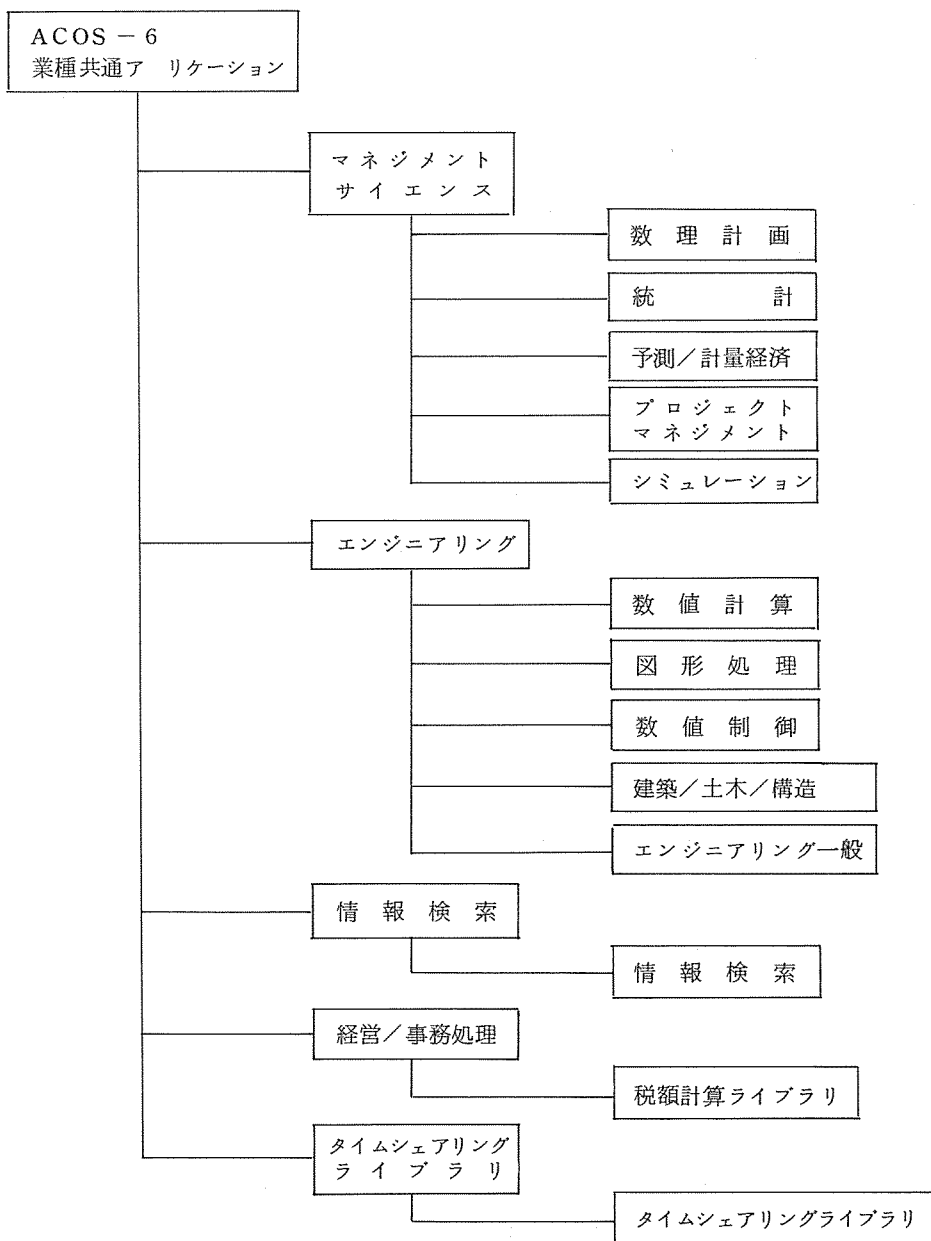 ACOS－6
業種共通ア リケーション
マネジメント
サイエンス
数理計画
統計
予測／計量経済
プロジェクト
マネジメント
シミュレーション
エンジニアリング
数値計算
図形処理
数値制御
建築／土木／構造
エンジニアリング一般
情報検索
情報検索
経営／事務処理
税額計算ライブラリ
タイムシェアリング
ライブラリ
タイムシェアリングライブラリ